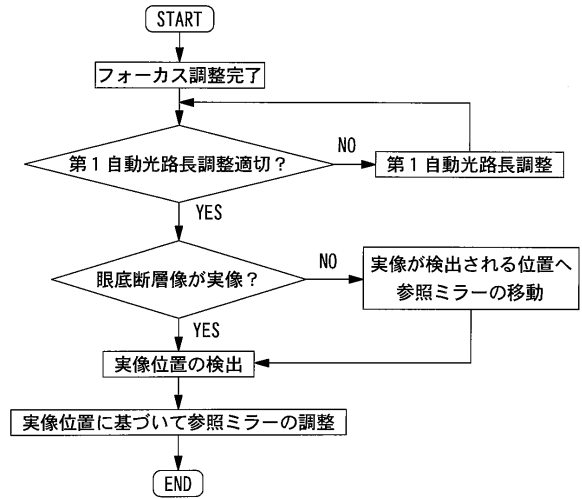 START
フォーカス調整完了
第1自動光路長調整適切?
NO
第1自動光路長調整
YES
眼底断層像が実像?
NO
実像が検出される位置へ
参照ミラーの移動
YES
実像位置の検出
実像位置に基づいて参照ミラーの調整
END